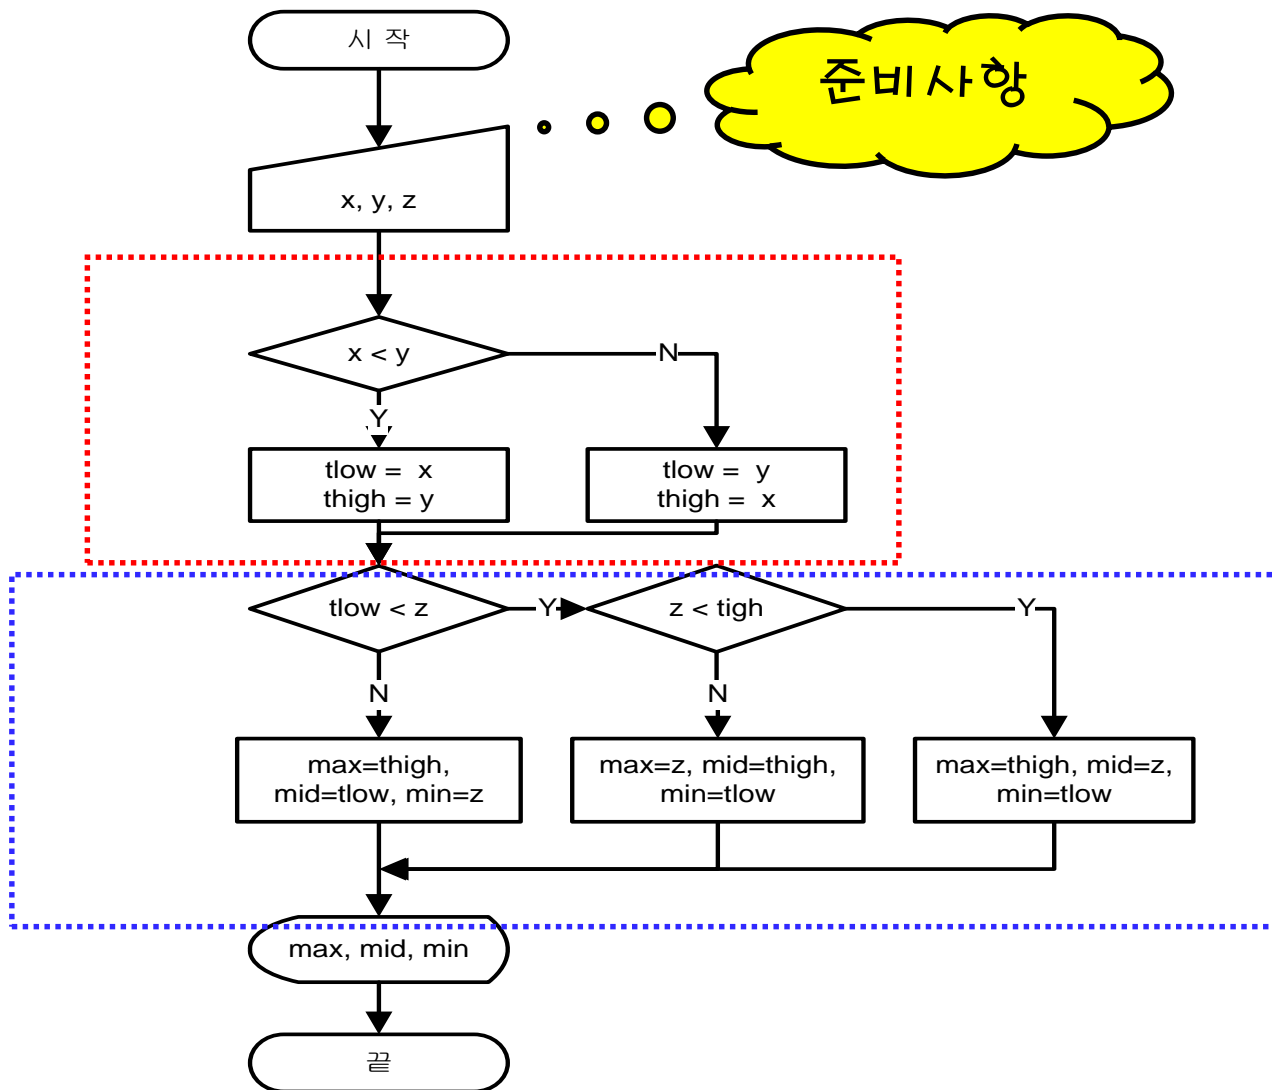 시 작
준비사항
x, y, z
x < y
N
Y
tlow =  x
thigh = y
tlow =  y
thigh =  x
tlow < z
Y
z < tigh
Y
N
N
max=thigh,
mid=tlow, min=z
max=z, mid=thigh,
min=tlow
max=thigh, mid=z,
min=tlow
max, mid, min
끝